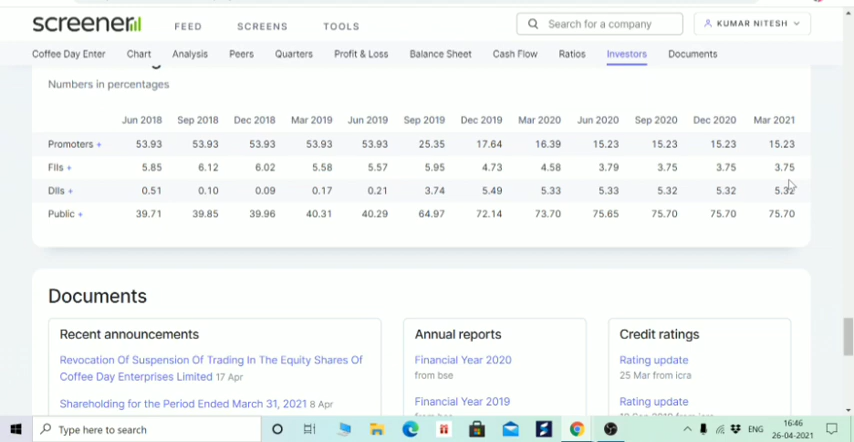 screener FEED SCREENS TOOLS Search for a company KUMAR NITESH
Coffee Day Enter Chart Analysis Peers Quarters Profit & Loss Balance Sheet Cash Flow Ratios Investors Documents
Numbers in percentages
Jun 2018 Sep 2018 Dec 2018 Mar 2019 Jun 2019 Sep 2019 Dec 2019 Mar 2020 Jun 2020 Sep 2020 Dec 2020 Mar 2021
Promoters + 53.93 53.93 53.93 53.93 53.93 25.35 17.64 16.39 15.23 15.23 15.23 15.23
FIIs + 5.85 6.12 6.02 5.58 5.57 5.95 4.73 4.58 3.79 3.75 3.75 3.75
DIIs + 0.51 0.10 0.09 0.17 0.21 3.74 5.49 5.33 5.33 5.32 5.32 5.32
Public + 39.71 39.85 39.96 40.31 40.29 64.97 72.14 73.70 75.65 75.70 75.70 75.70
Documents
Recent announcements
Revocation Of Suspension Of Trading In The Equity Shares Of
Coffee Day Enterprises Limited 17 Apr
Shareholding for the Period Ended March 31, 2021 8 Apr
Annual reports
Financial Year 2020
from bse
Financial Year 2019
Credit ratings
Rating update
25 Mar from icra
Rating update
Type here to search ENG 16:46
26-04-2021